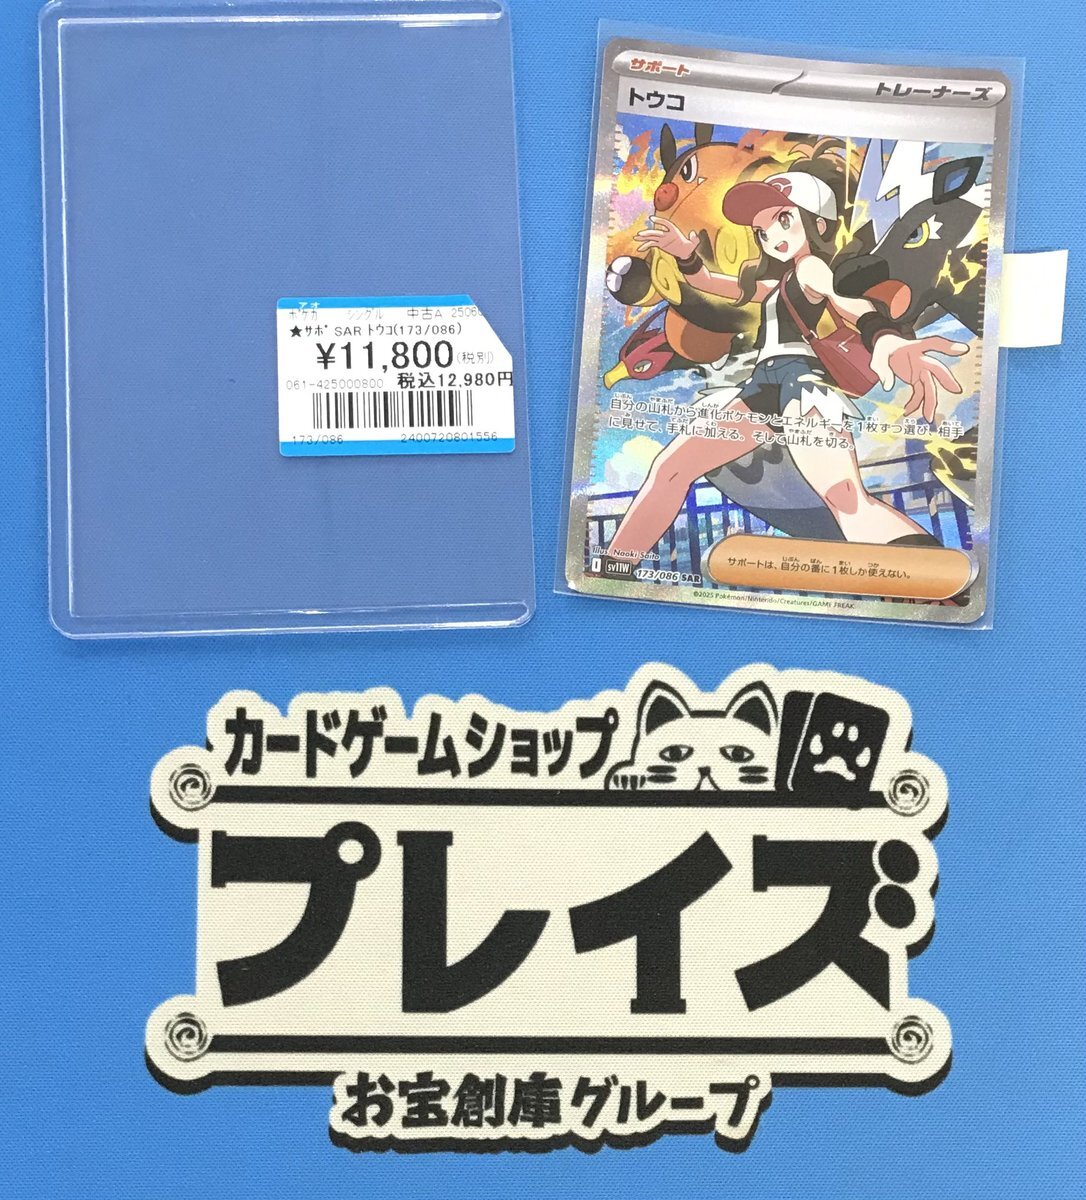 アオ
ポケカ シングル 中古A 2506
★サポ SAR トウコ(173/086)
¥11,800(税別)
061-425000800 税込12,980円
173/086 2400720801556
サポート
トレーナーズ
トウコ
自分の山札から進化ポケモンとエネルギーを1枚ずつ選び、相手
に見せて、手札に加える。そして山札を切る。
Illus. Naoki Saito
I sv11W 173/086 SAR
サポートは、自分の番に1枚しか使えない。
©2025 Pokémon/Nintendo/Creatures/GAME FREAK
カードゲームショップ
プレイズ
お宝創庫グループ